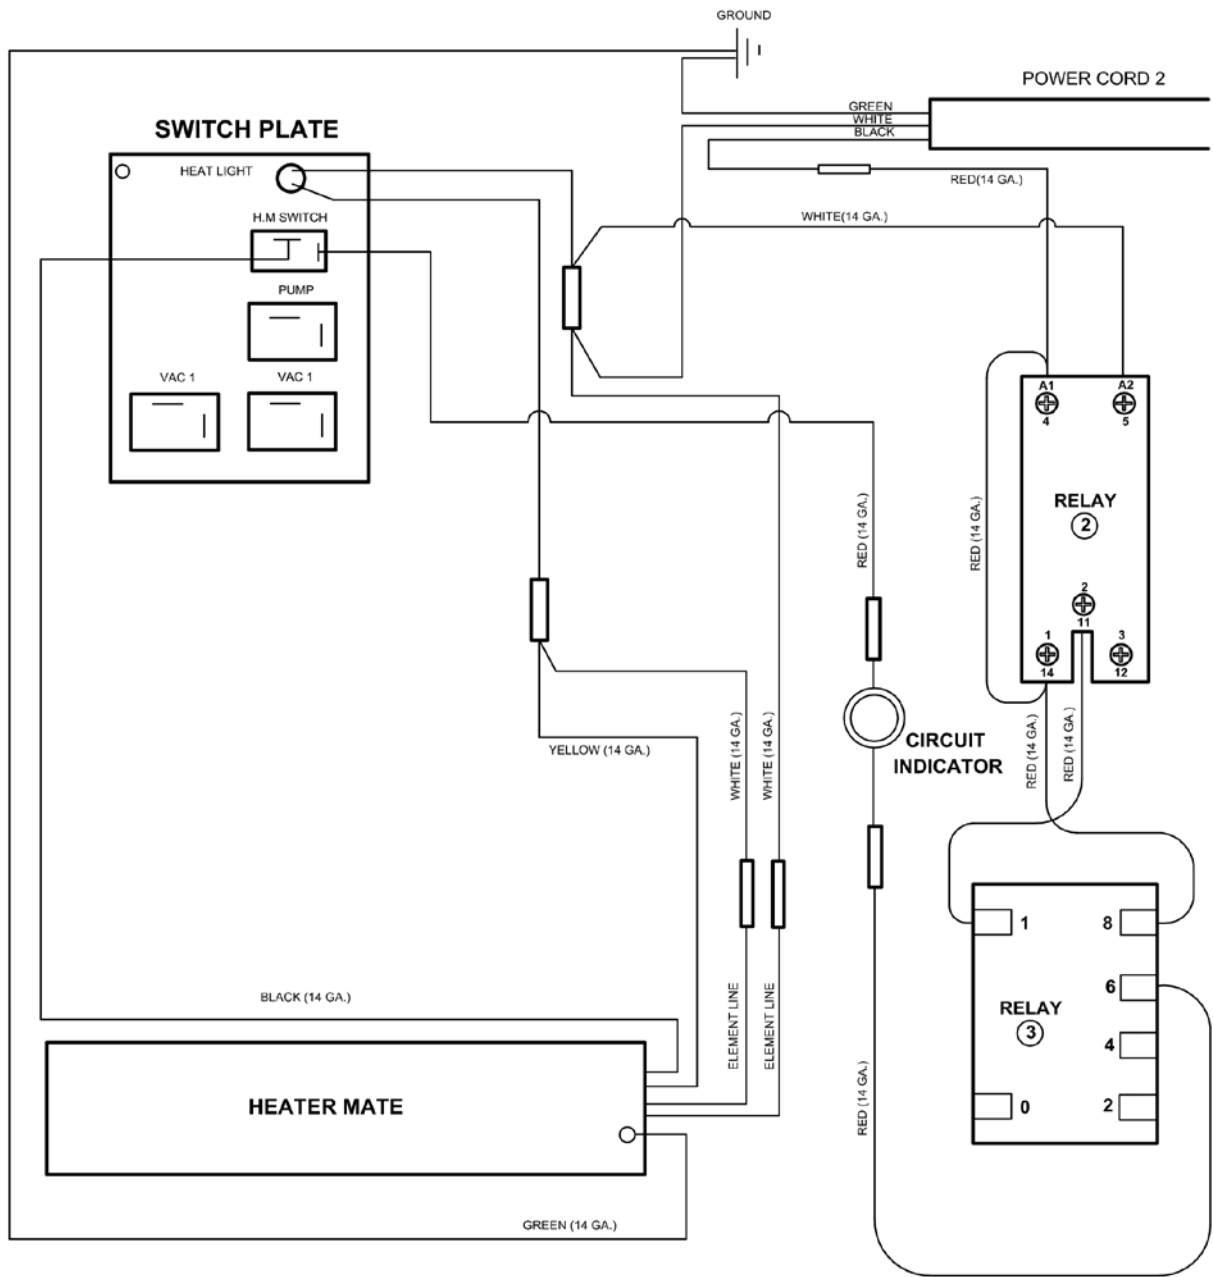 GROUND
POWER CORD 2
GREEN
WHITE
BLACK
RED(14 GA.)
WHITE(14 GA.)
SWITCH PLATE
HEAT LIGHT
H.M SWITCH
PUMP
VAC 1
VAC 1
A1
A2
4
5
RELAY
2
2
11
1
3
14
12
RED (14 GA.)
RED (14 GA.)
RED (14 GA.)
RED (14 GA.)
CIRCUIT
INDICATOR
YELLOW (14 GA.)
WHITE (14 GA.)
WHITE (14 GA.)
ELEMENT LINE
ELEMENT LINE
BLACK (14 GA.)
HEATER MATE
GREEN (14 GA.)
RED (14 GA.)
1
8
6
RELAY
3
4
0
2